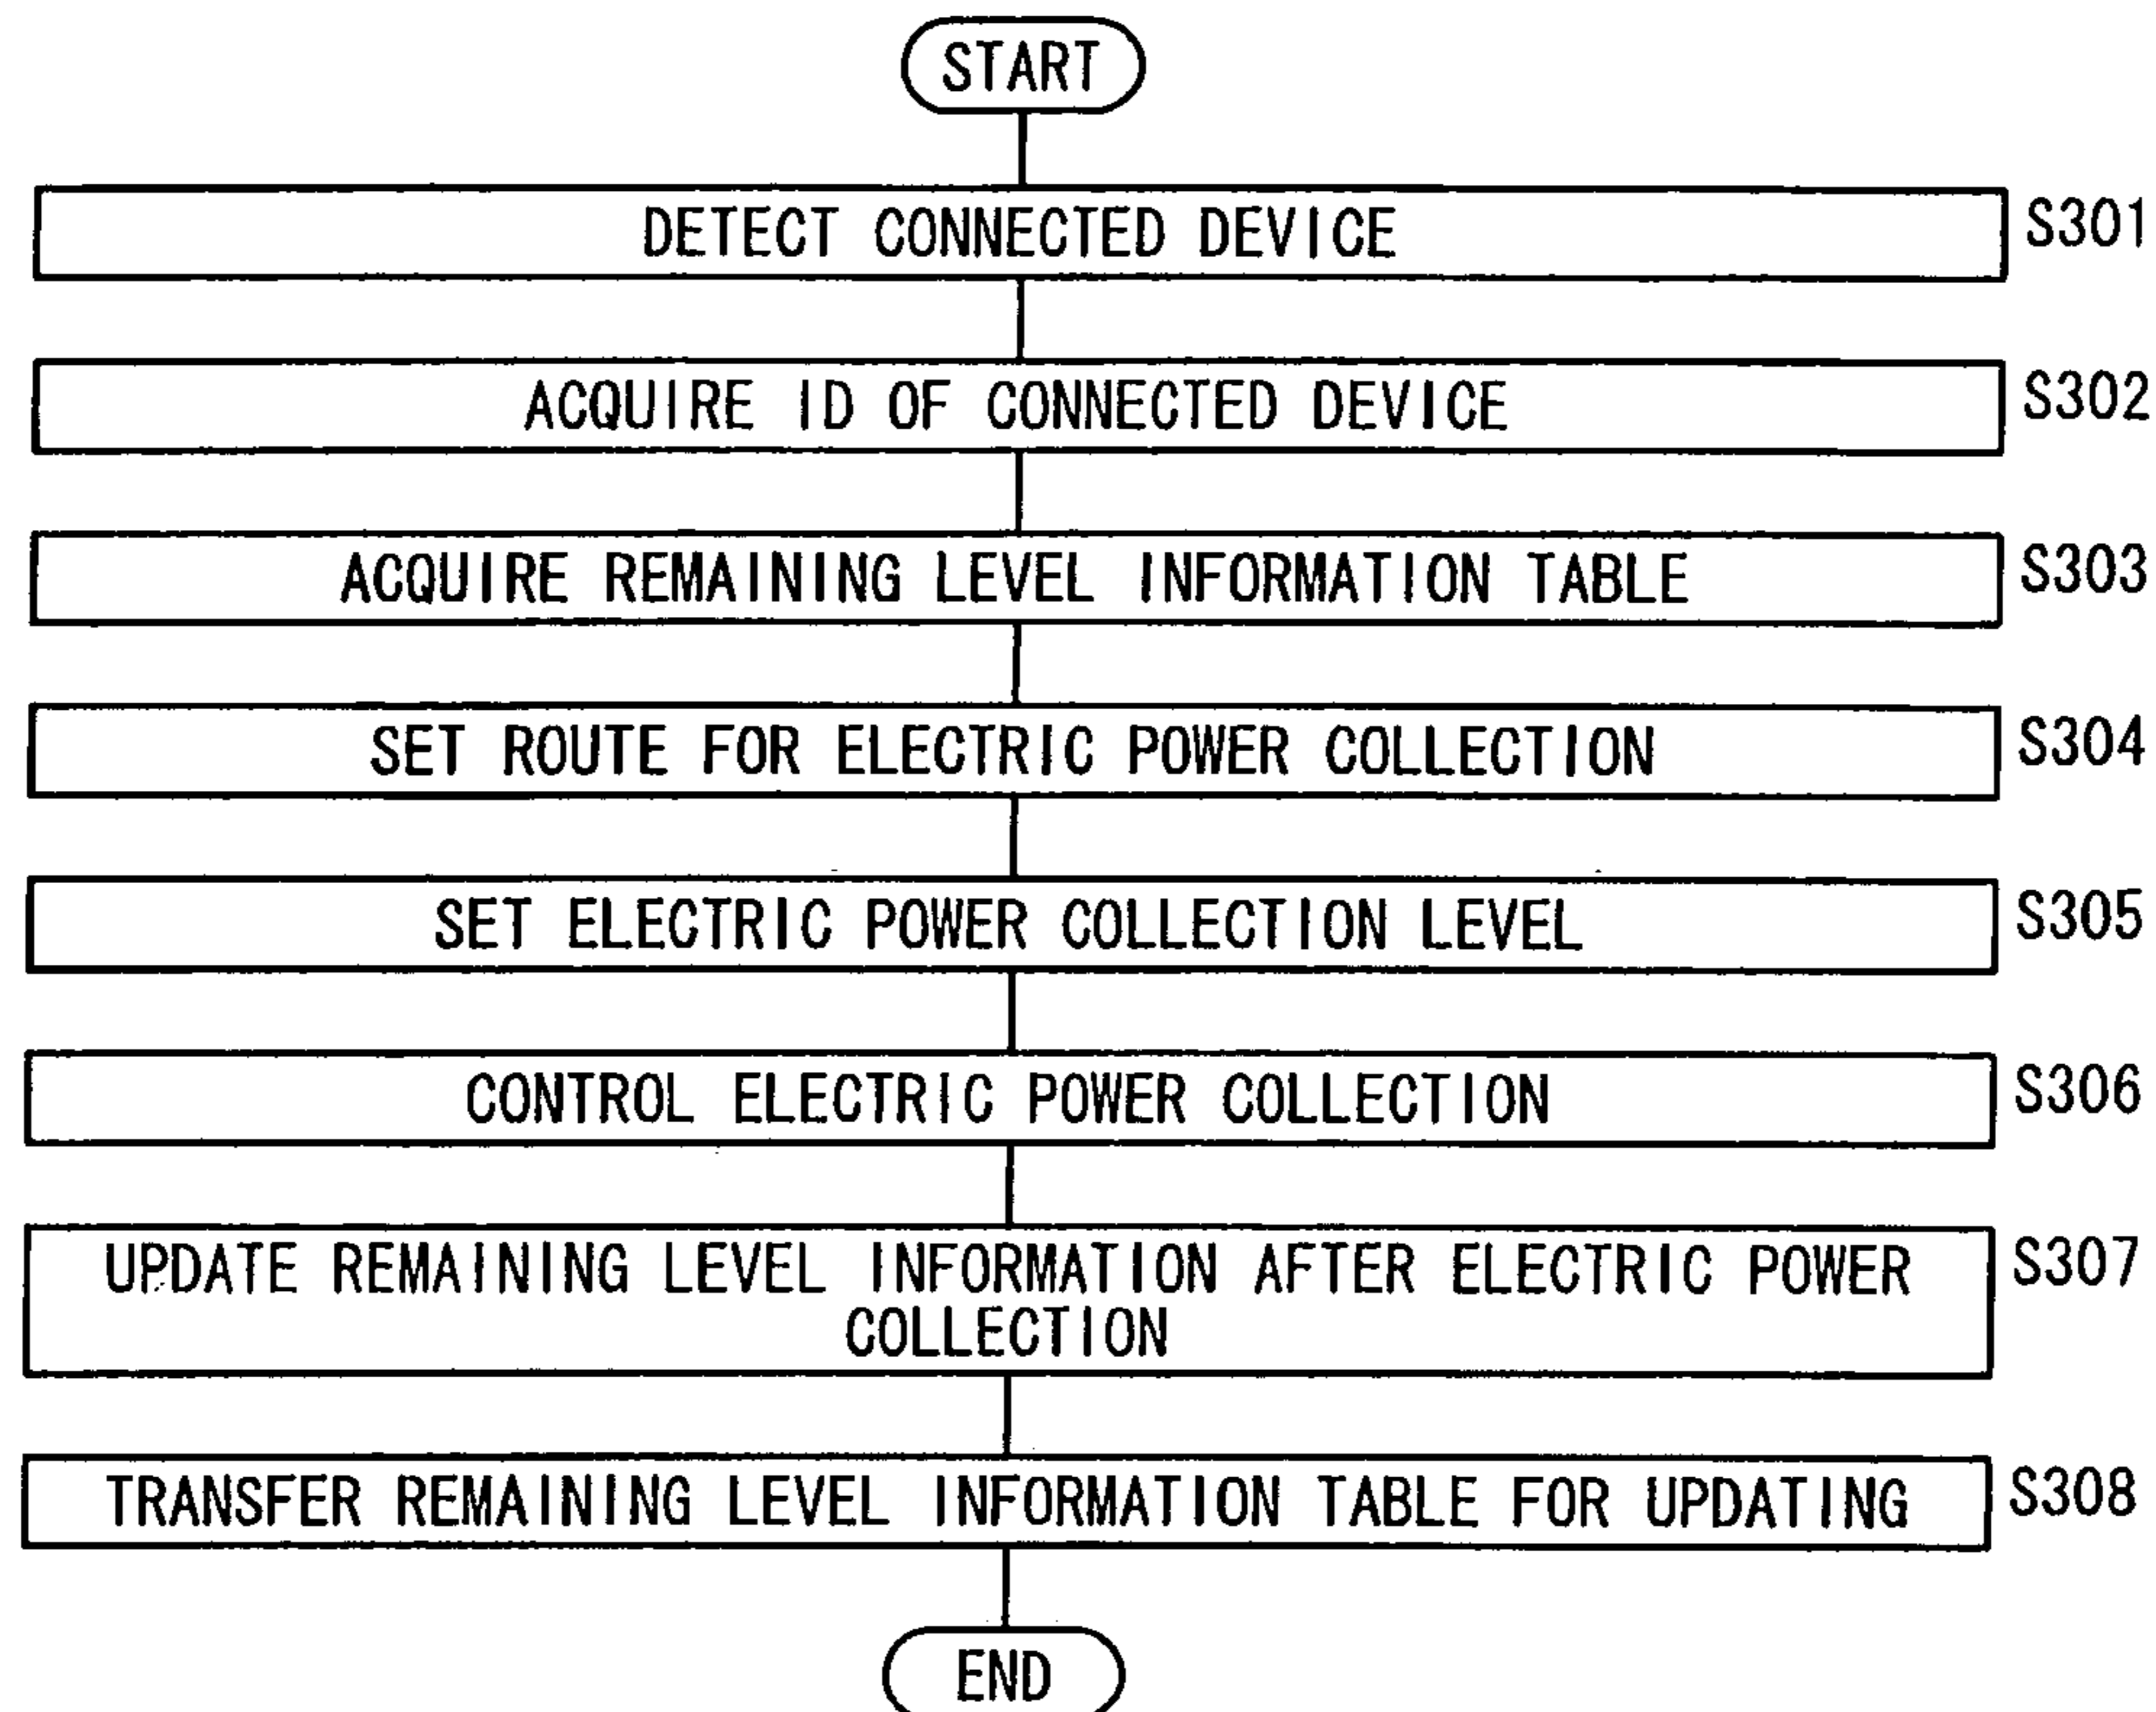 START
DETECT CONNECTED DEVICE S301
ACQUIRE ID OF CONNECTED DEVICE S302
ACQUIRE REMAINING LEVEL INFORMATION TABLE S303
SET ROUTE FOR ELECTRIC POWER COLLECTION S304
SET ELECTRIC POWER COLLECTION LEVEL S305
CONTROL ELECTRIC POWER COLLECTION S306
UPDATE REMAINING LEVEL INFORMATION AFTER ELECTRIC POWER S307
COLLECTION
TRANSFER REMAINING LEVEL INFORMATION TABLE FOR UPDATING S308
END